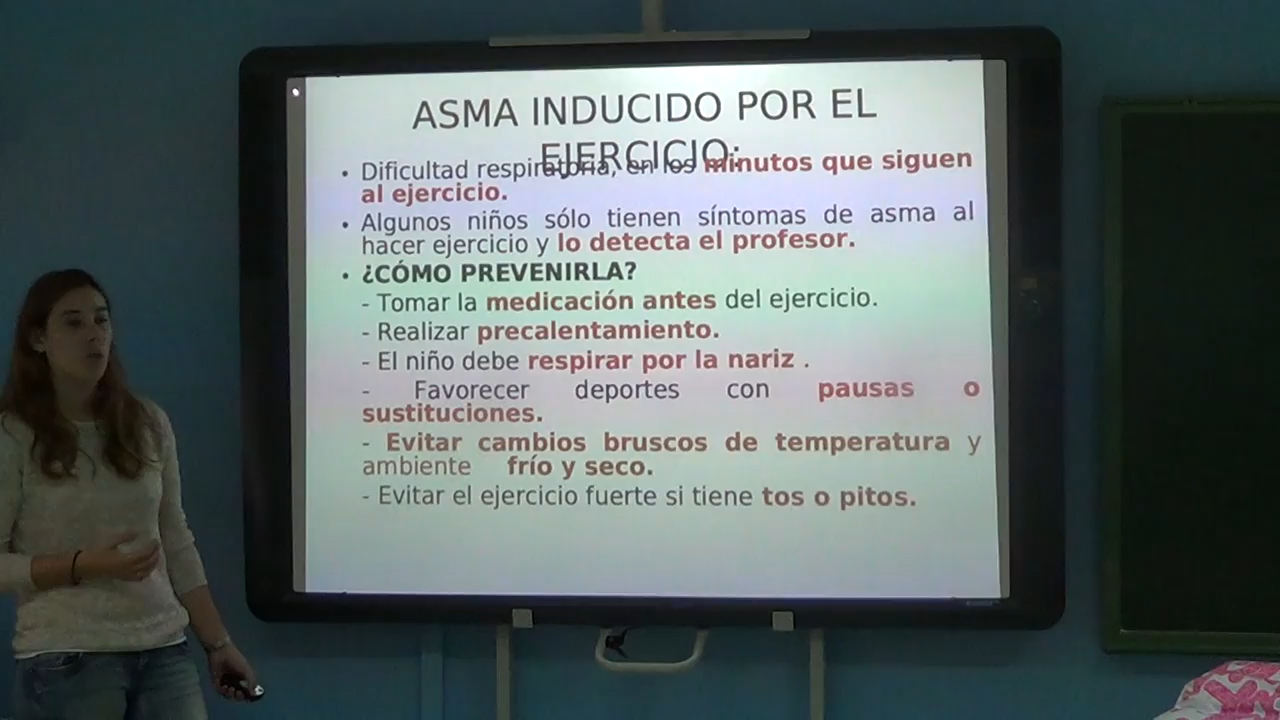 ASMA INDUCIDO POR EL
EJERCICIO:
• Dificultad respiratoria, en los minutos que siguen
al ejercicio.
• Algunos niños sólo tienen síntomas de asma al
hacer ejercicio y lo detecta el profesor.
• ¿CÓMO PREVENIRLA?
- Tomar la medicación antes del ejercicio.
- Realizar precalentamiento.
- El niño debe respirar por la nariz .
- Favorecer deportes con pausas o
sustituciones.
- Evitar cambios bruscos de temperatura y
ambiente frío y seco.
- Evitar el ejercicio fuerte si tiene tos o pitos.